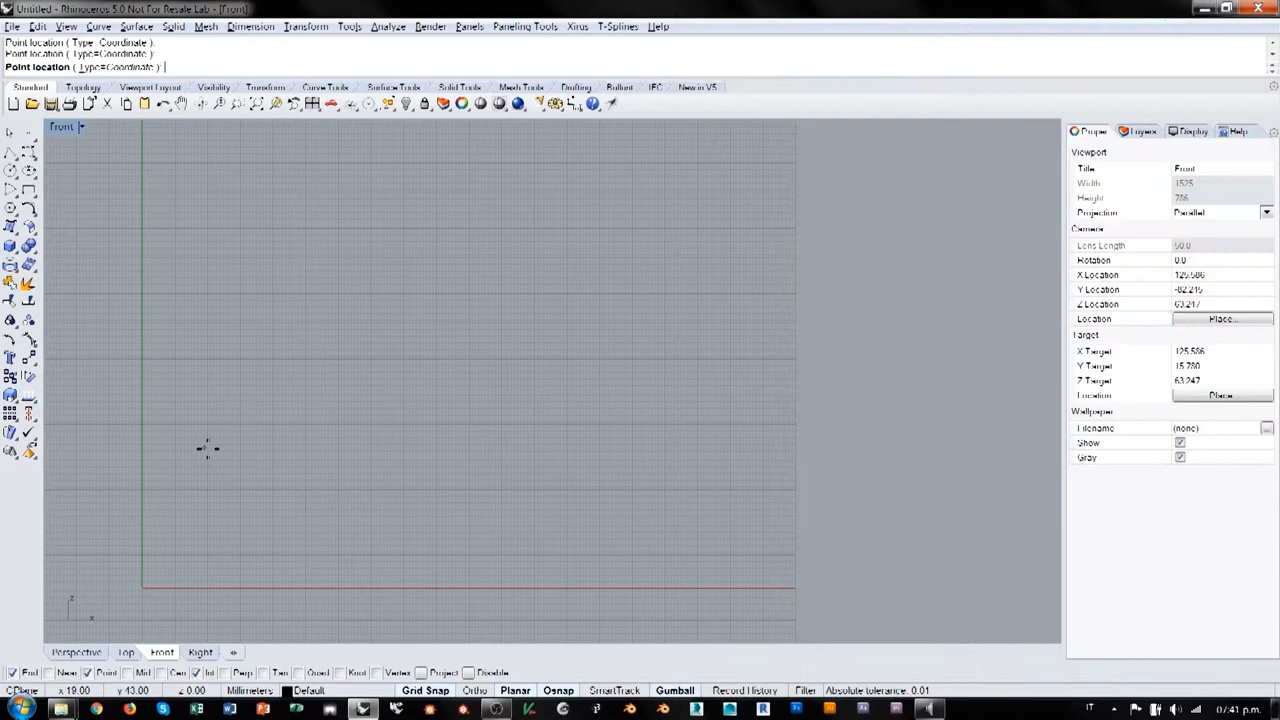 Untitled - Rhinoceros 5.0 Not For Resale Lab - [Front]
File Edit View Curve Surface Solid Mesh Dimension Transform Tools Analyze Render Panels Paneling Tools Xirus T-Splines Help
Point location ( Type=Coordinate ):
Point location ( Type=Coordinate ):
Point location ( Type=Coordinate ):
Standard Topology Viewport Layout Visibility Transform Curve Tools Surface Tools Solid Tools Mesh Tools Drafting IFC New in V5
Front
Proper Layers Display Help
Viewport
Title Front
Width 1525
Height 786
Projection Parallel
Camera
Lens Length 50.0
Rotation 0.0
X Location 125.586
Y Location -82.245
Z Location 63.247
Location Place...
Target
X Target 125.586
Y Target 15.780
Z Target 63.247
Location Place...
Wallpaper
Filename (none) ...
Show
Gray
z
x
Perspective Top Front Right
End Near Point Mid Cen Int Perp Tan Quad Knot Vertex Project Disable
CPlane x 19.00 y 43.00 z 0.00 Millimeters Default Grid Snap Ortho Planar Osnap SmartTrack Gumball Record History Filter Absolute tolerance: 0.01
07:41 p.m.